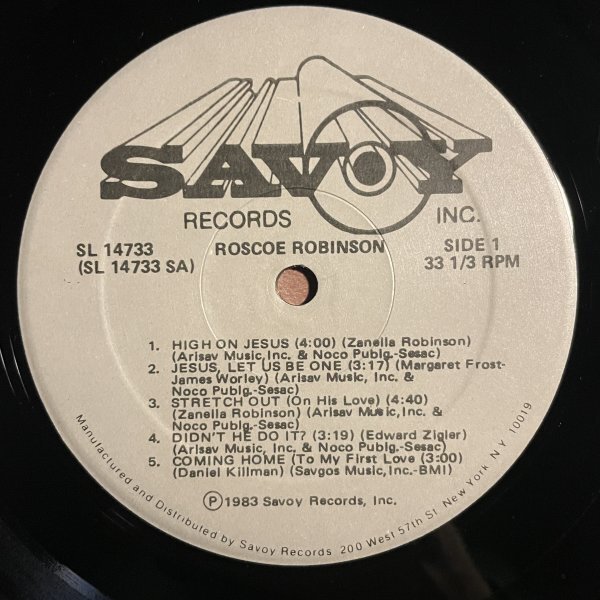 SAVOY
RECORDS INC.
SL 14733 ROSCOE ROBINSON SIDE 1
(SL 14733 SA) 33 1/3 RPM
1. HIGH ON JESUS (4:00) (Zanella Robinson)
(Arisav Music, Inc. & Noco Publg.-Sesac)
2. JESUS, LET US BE ONE (3:17) (Margaret Frost-
James Worley) (Arisav Music, Inc. &
Noco Publg.-Sesac)
3. STRETCH OUT (On His Love) (4:40)
(Zanella Robinson) (Arisav Music, Inc. &
Noco Publg.-Sesac)
4. DIDN'T HE DO IT? (3:19) (Edward Zigler)
(Arisav Music, Inc. & Noco Publg.-Sesac)
5. COMING HOME (To My First Love) (3:00)
(Daniel Killman) (Savgos Music, Inc.-BMI)
Ⓟ1983 Savoy Records, Inc.
Manufactured and Distributed by Savoy Records 200 West 57th St. New York N.Y. 10019